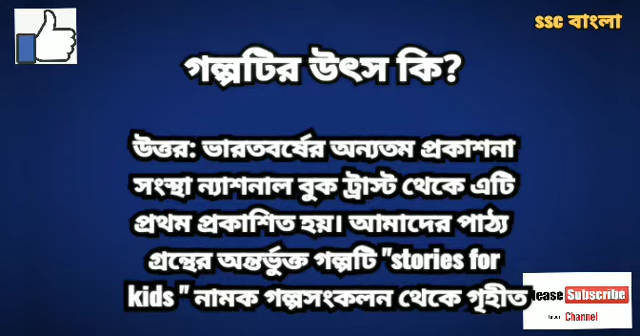 ssc বাংলা
গল্পটির উৎস কি?
উত্তর: ভারতবর্ষের অন্যতম প্রকাশনা
সংস্থা ন্যাশনাল বুক ট্রাস্ট থেকে এটি
প্রথম প্রকাশিত হয়। আমাদের পাঠ্য
গ্রন্থের অন্তর্ভুক্ত গল্পটি "stories for
kids " নামক গল্পসংকলন থেকে গৃহীত
lease Subscribe
Channel